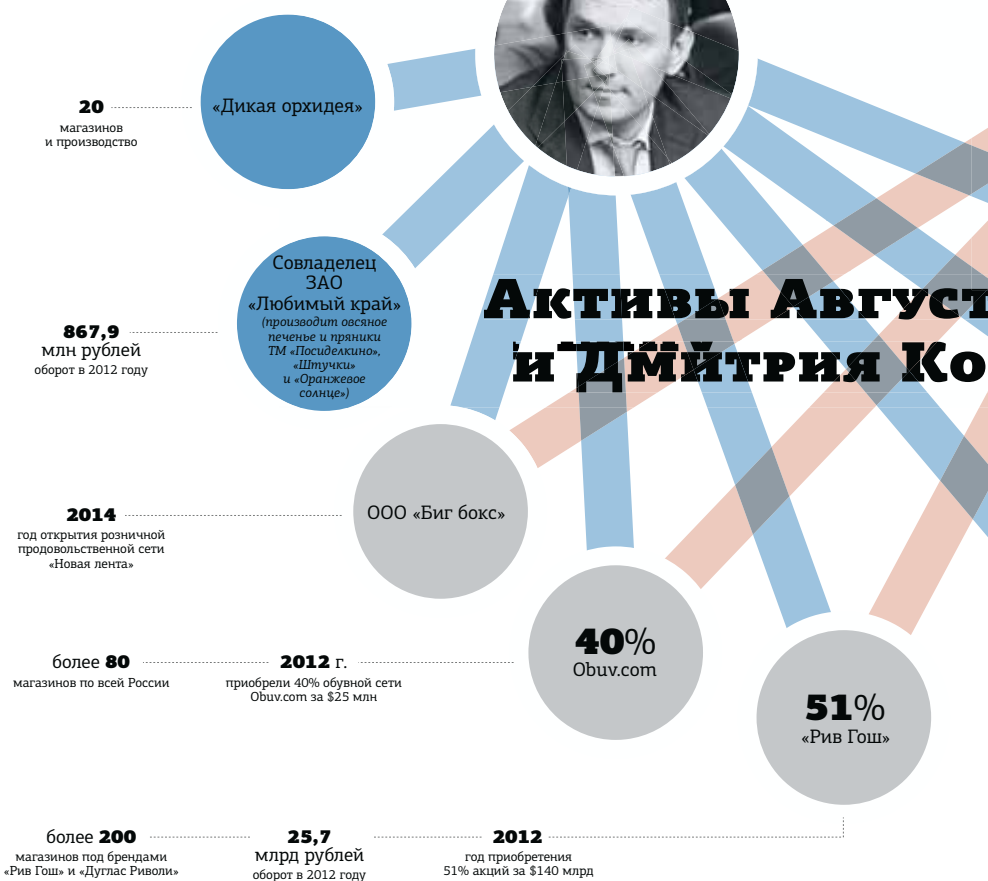 20
магазинов
и производство
«Дикая орхидея»
867,9
млн рублей
оборот в 2012 году
Совладелец
ЗАО
«Любимый край»
(производит овсяное
печенье и пряники
ТМ «Посиделкино»,
«Штучки»
и «Оранжевое
солнце»)
Активы Август
и Дмитрия Ко
2014
год открытия розничной
продовольственной сети
«Новая лента»
ООО «Биг бокс»
более 80
магазинов по всей России
2012 г.
приобрели 40% обувной сети
Obuv.com за $25 млн
40%
Obuv.com
51%
«Рив Гош»
более 200
магазинов под брендами
«Рив Гош» и «Дуглас Риволи»
25,7
млрд рублей
оборот в 2012 году
2012
год приобретения
51% акций за $140 млрд